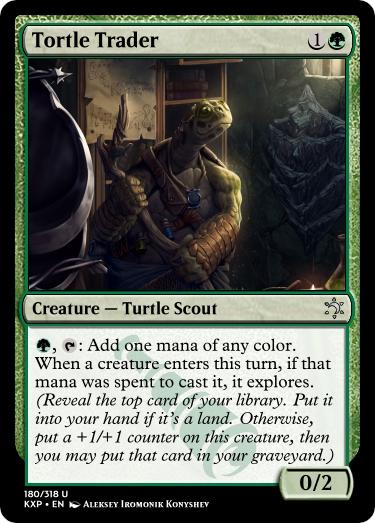 Tortle Trader 1
Creature — Turtle Scout
, : Add one mana of any color.
When a creature enters this turn, if that
mana was spent to cast it, it explores.
(Reveal the top card of your library. Put it
into your hand if it's a land. Otherwise,
put a +1/+1 counter on this creature, then
you may put that card in your graveyard.)
0/2
180/318 U
KXP • EN Aleksey Iromonik Konyshev